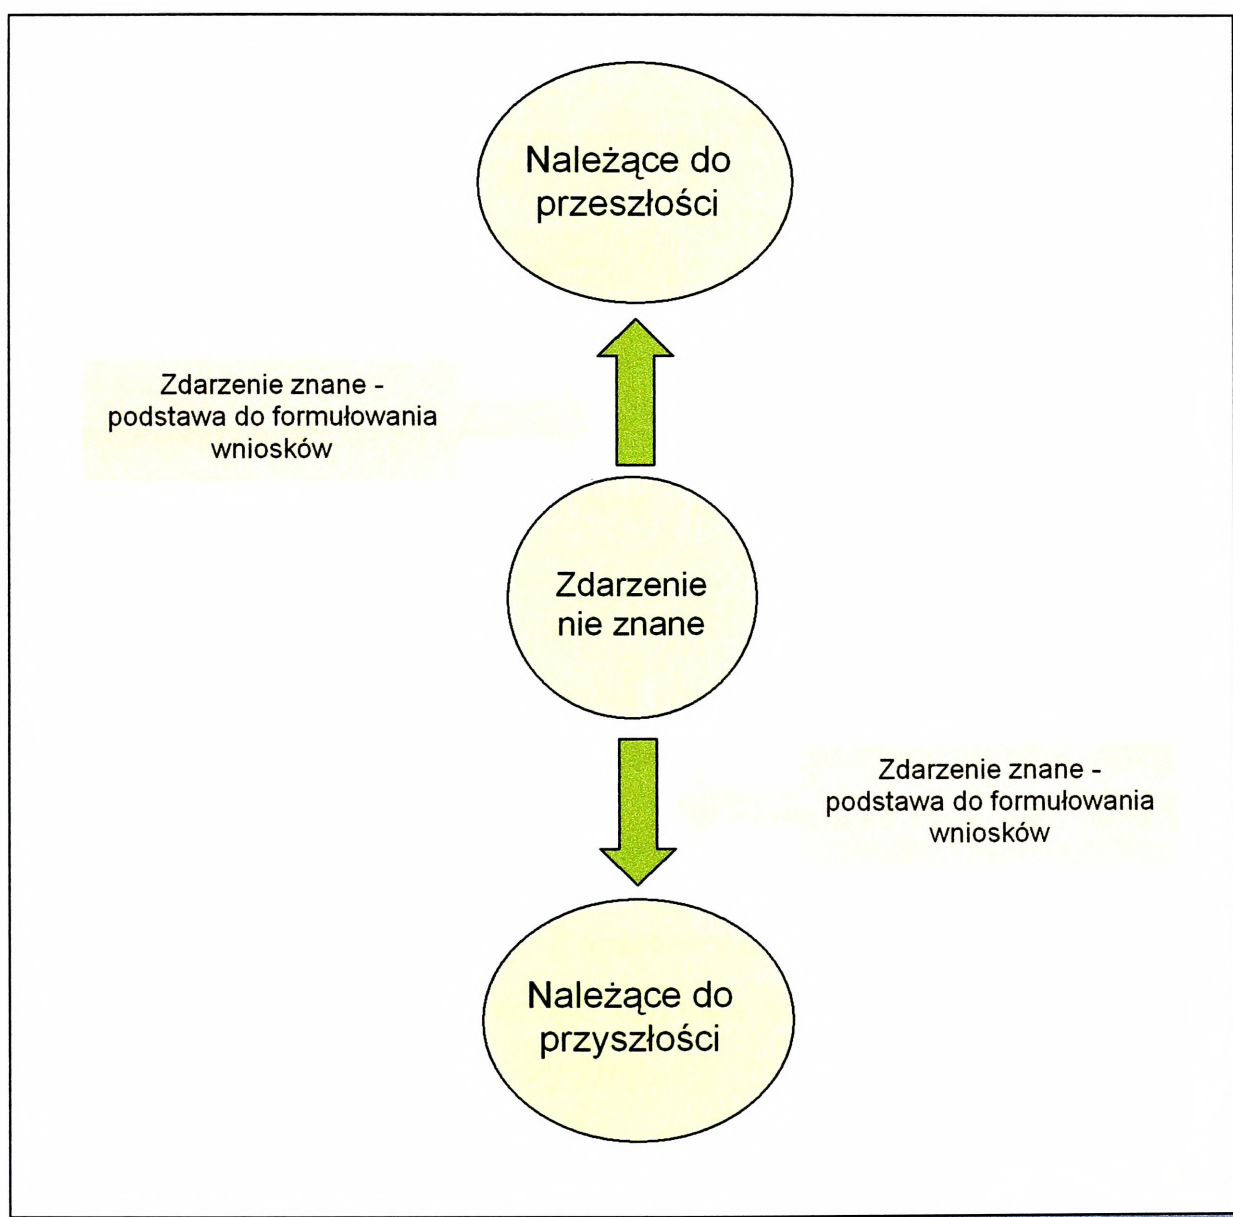 Należące do
przeszłości
Zdarzenie znane -
podstawa do formułowania
wniosków
Zdarzenie
nie znane
Zdarzenie znane -
podstawa do formułowania
wniosków
Należące do
przyszłości